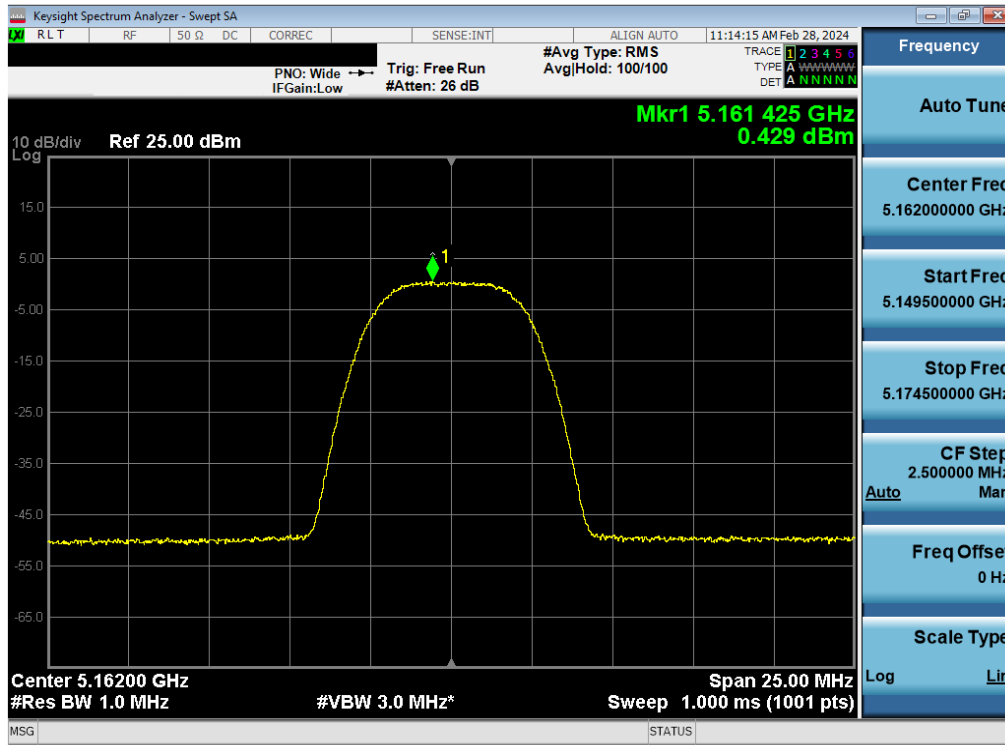 Keysight Spectrum Analyzer - Swept SA
LXI RLT RF 50 Ω DC CORREC SENSE:INT ALIGN AUTO 11:14:15 AM Feb 28, 2024
PNO: Wide Trig: Free Run #Avg Type: RMS TRACE 1 2 3 4 5 6
IFGain:Low #Atten: 26 dB Avg|Hold: 100/100 TYPE A WWWWW
DET A N N N N N
Mkr1 5.161 425 GHz
0.429 dBm
10 dB/div Ref 25.00 dBm
Log
15.0
5.00
1
-5.00
-15.0
-25.0
-35.0
-45.0
-55.0
-65.0
Center 5.16200 GHz Span 25.00 MHz
#Res BW 1.0 MHz #VBW 3.0 MHz* Sweep 1.000 ms (1001 pts)
MSG STATUS
Frequency
Auto Tune
Center Freq
5.162000000 GHz
Start Freq
5.149500000 GHz
Stop Freq
5.174500000 GHz
CF Step
2.500000 MHz
Auto Man
Freq Offset
0 Hz
Scale Type
Log Lin